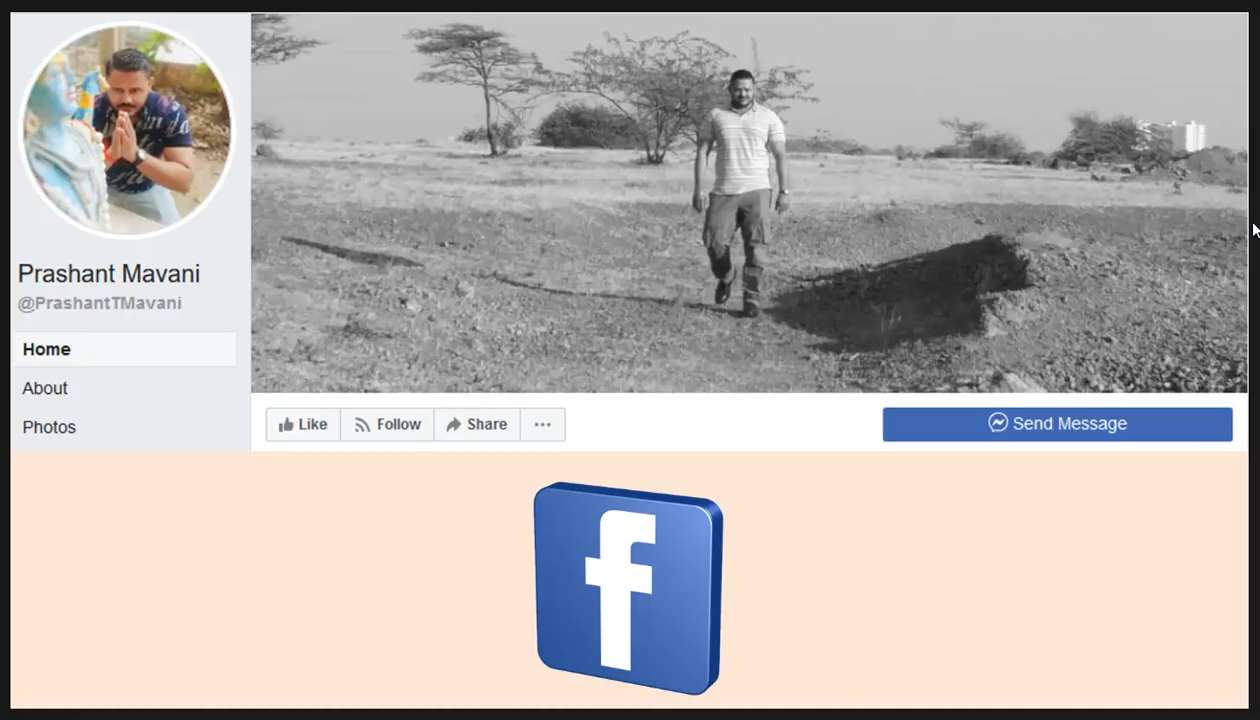 Prashant Mavani
@PrashantTMavani
Home
About
Photos
Like
Follow
Share
Send Message
f